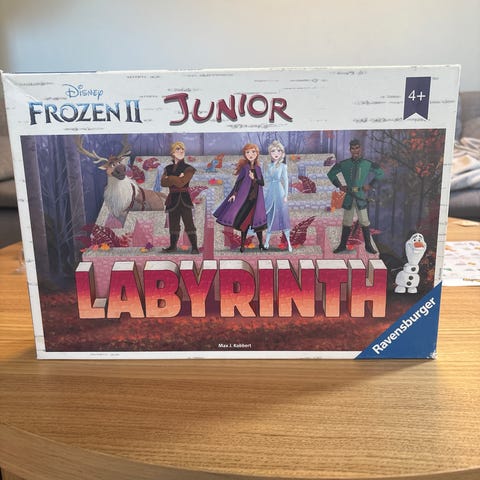 Disney
FROZEN II
JUNIOR
4+
LABYRINTH
Max J. Kobbert
Ravensburger